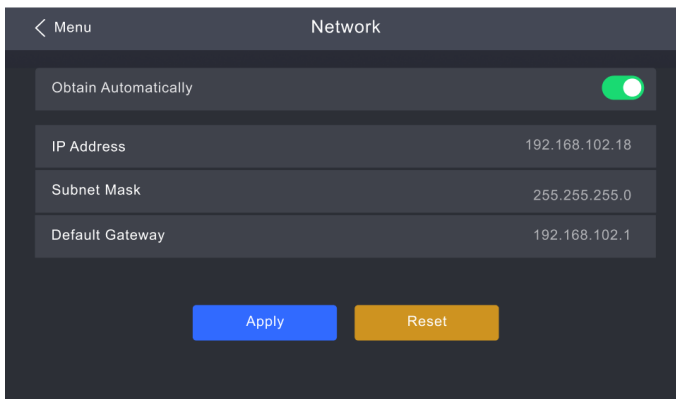 Menu
Network
Obtain Automatically
IP Address 192.168.102.18
Subnet Mask 255.255.255.0
Default Gateway 192.168.102.1
Apply Reset